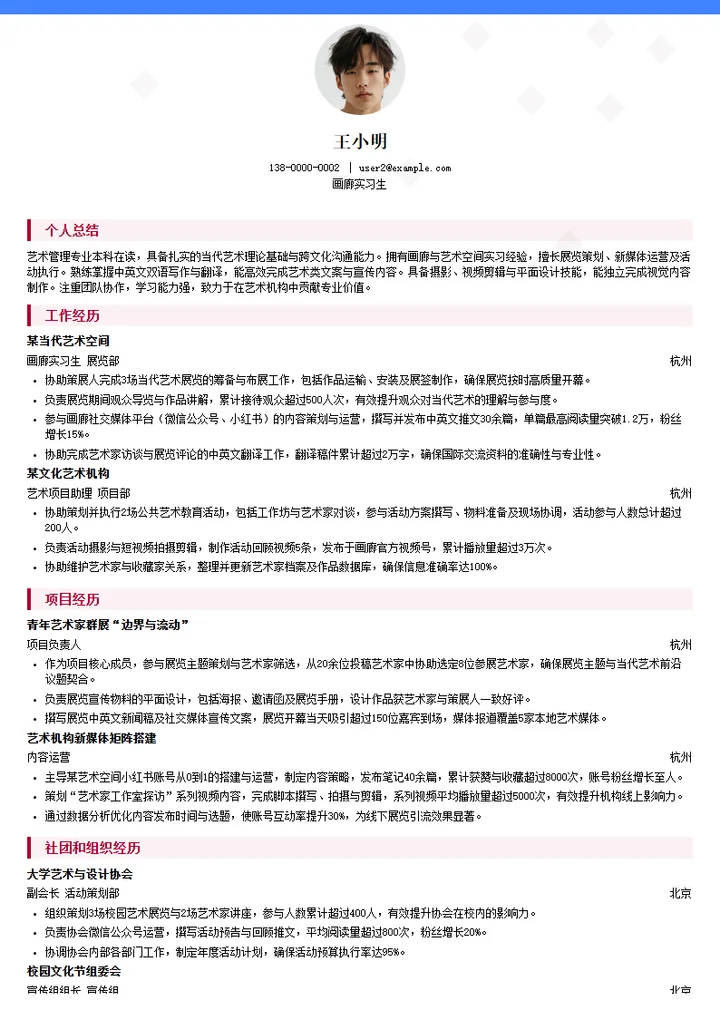 王小明
138-0000-0002 | user2@example.com
画廊实习生
个人总结
艺术管理专业本科在读，具备扎实的当代艺术理论基础与跨文化沟通能力。拥有画廊与艺术空间实习经验，擅长展览策划、新媒体运营及活
动执行。熟练掌握中英文双语写作与翻译，能高效完成艺术类文案与宣传内容。具备摄影、视频剪辑与平面设计技能，能独立完成视觉内容
制作。注重团队协作，学习能力强，致力于在艺术机构中贡献专业价值。
工作经历
某当代艺术空间
画廊实习生 展览部 杭州
• 协助策展人完成3场当代艺术展览的筹备与布展工作，包括作品运输、安装及展签制作，确保展览按时高质量开幕。
• 负责展览期间观众导览与作品讲解，累计接待观众超过500人次，有效提升观众对当代艺术的理解与参与度。
• 参与画廊社交媒体平台（微信公众号、小红书）的内容策划与运营，撰写并发布中英文推文30余篇，单篇最高阅读量突破1.2万，粉丝
增长15%。
• 协助完成艺术家访谈与展览评论的中英文翻译工作，翻译稿件累计超过2万字，确保国际交流资料的准确性与专业性。
某文化艺术机构
艺术项目助理 项目部 杭州
• 协助策划并执行2场公共艺术教育活动，包括工作坊与艺术家对谈，参与活动方案撰写、物料准备及现场协调，活动参与人数总计超过
200人。
• 负责活动摄影与短视频拍摄剪辑，制作活动回顾视频5条，发布于画廊官方视频号，累计播放量超过3万次。
• 协助维护艺术家与收藏家关系，整理并更新艺术家档案及作品数据库，确保信息准确率达100%。
项目经历
青年艺术家群展“边界与流动”
项目负责人 杭州
• 作为项目核心成员，参与展览主题策划与艺术家筛选，从20余位投稿艺术家中协助选定8位参展艺术家，确保展览主题与当代艺术前沿
议题契合。
• 负责展览宣传物料的平面设计，包括海报、邀请函及展览手册，设计作品获艺术家与策展人一致好评。
• 撰写展览中英文新闻稿及社交媒体宣传文案，展览开幕当天吸引超过150位嘉宾到场，媒体报道覆盖5家本地艺术媒体。
艺术机构新媒体矩阵搭建
内容运营 杭州
• 主导某艺术空间小红书账号从0到1的搭建与运营，制定内容策略，发布笔记40余篇，累计获赞与收藏超过8000次，账号粉丝增长至人。
• 策划“艺术家工作室探访”系列视频内容，完成脚本撰写、拍摄与剪辑，系列视频平均播放量超过5000次，有效提升机构线上影响力。
• 通过数据分析优化内容发布时间与选题，使账号互动率提升30%，为线下展览引流效果显著。
社团和组织经历
大学艺术与设计协会
副会长 活动策划部 北京
• 组织策划3场校园艺术展览与2场艺术家讲座，参与人数累计超过400人，有效提升协会在校内的影响力。
• 负责协会微信公众号运营，撰写活动预告与回顾推文，平均阅读量超过800次，粉丝增长20%。
• 协调协会内部各部门工作，制定年度活动计划，确保活动预算执行率达95%。
校园文化节组委会
宣传组组长 宣传组 北京